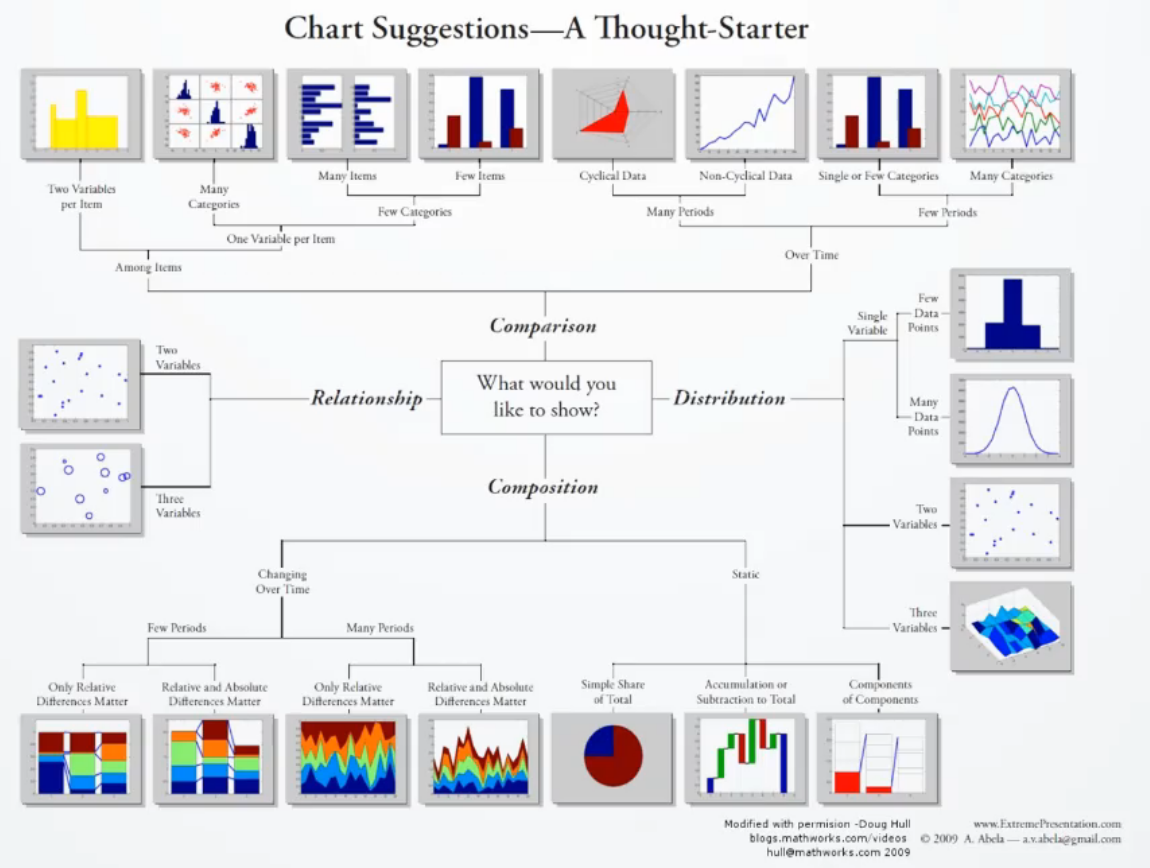 Chart Suggestions—A Thought-Starter
Two Variables
per Item
Many
Categories
Many Items
Few Items
Cyclical Data
Non-Cyclical Data
Single or Few Categories
Many Categories
Few Categories
Many Periods
Few Periods
One Variable per Item
Among Items
Over Time
Comparison
What would you
like to show?
Relationship
Two
Variables
Three
Variables
Distribution
Single
Variable
Few
Data
Points
Many
Data
Points
Two
Variables
Three
Variables
Composition
Changing
Over Time
Static
Few Periods
Many Periods
Only Relative
Differences Matter
Relative and Absolute
Differences Matter
Only Relative
Differences Matter
Relative and Absolute
Differences Matter
Simple Share
of Total
Accumulation or
Subtraction to Total
Components
of Components
Modified with permision -Doug Hull
blogs.mathworks.com/videos
hull@mathworks.com 2009
www.ExtremePresentation.com
© 2009 A. Abela — a.v.abela@gmail.com